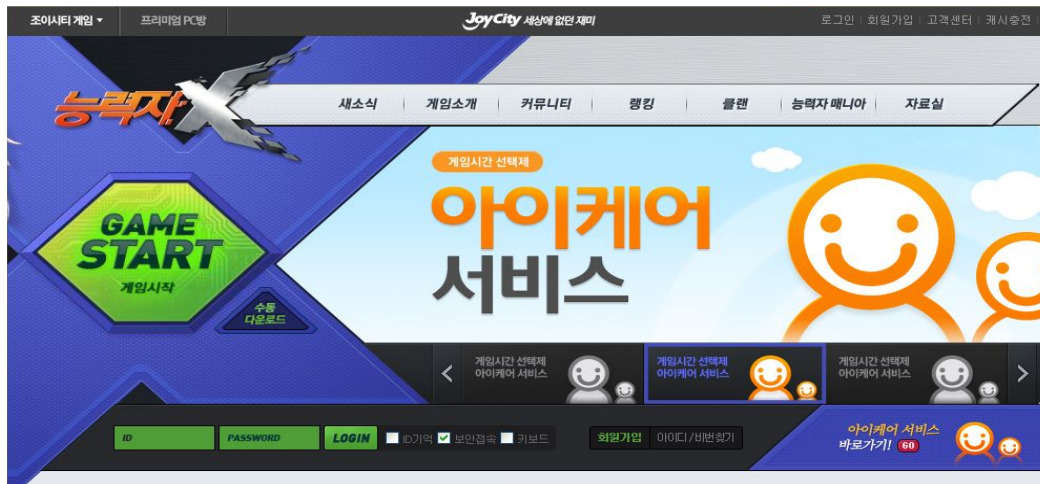 조이시티 게임 ▾
프리미엄 PC방
JoyCity 세상에 없던 재미
로그인 | 회원가입 | 고객센터 | 캐시충전
능력자X
새소식 | 게임소개 | 커뮤니티 | 랭킹 | 클랜 | 능력자 매니아 | 자료실
GAME
START
게임시작
수동
다운로드
게임시간 선택제
아이케어
서비스
게임시간 선택제
아이케어 서비스
게임시간 선택제
아이케어 서비스
게임시간 선택제
아이케어 서비스
ID
PASSWORD
LOGIN
ID기억
보안접속
키보드
회원가입
아이디/비번찾기
아이케어 서비스
바로가기! 60